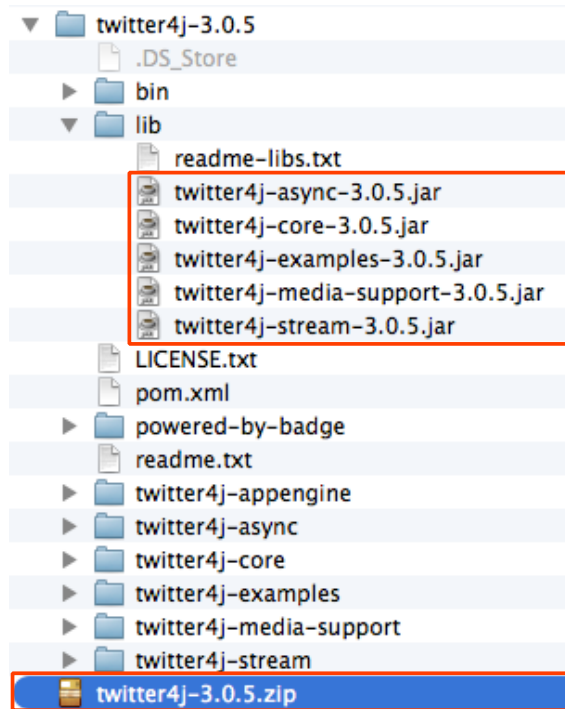 twitter4j-3.0.5
.DS_Store
bin
lib
readme-libs.txt
twitter4j-async-3.0.5.jar
twitter4j-core-3.0.5.jar
twitter4j-examples-3.0.5.jar
twitter4j-media-support-3.0.5.jar
twitter4j-stream-3.0.5.jar
LICENSE.txt
pom.xml
powered-by-badge
readme.txt
twitter4j-appengine
twitter4j-async
twitter4j-core
twitter4j-examples
twitter4j-media-support
twitter4j-stream
twitter4j-3.0.5.zip